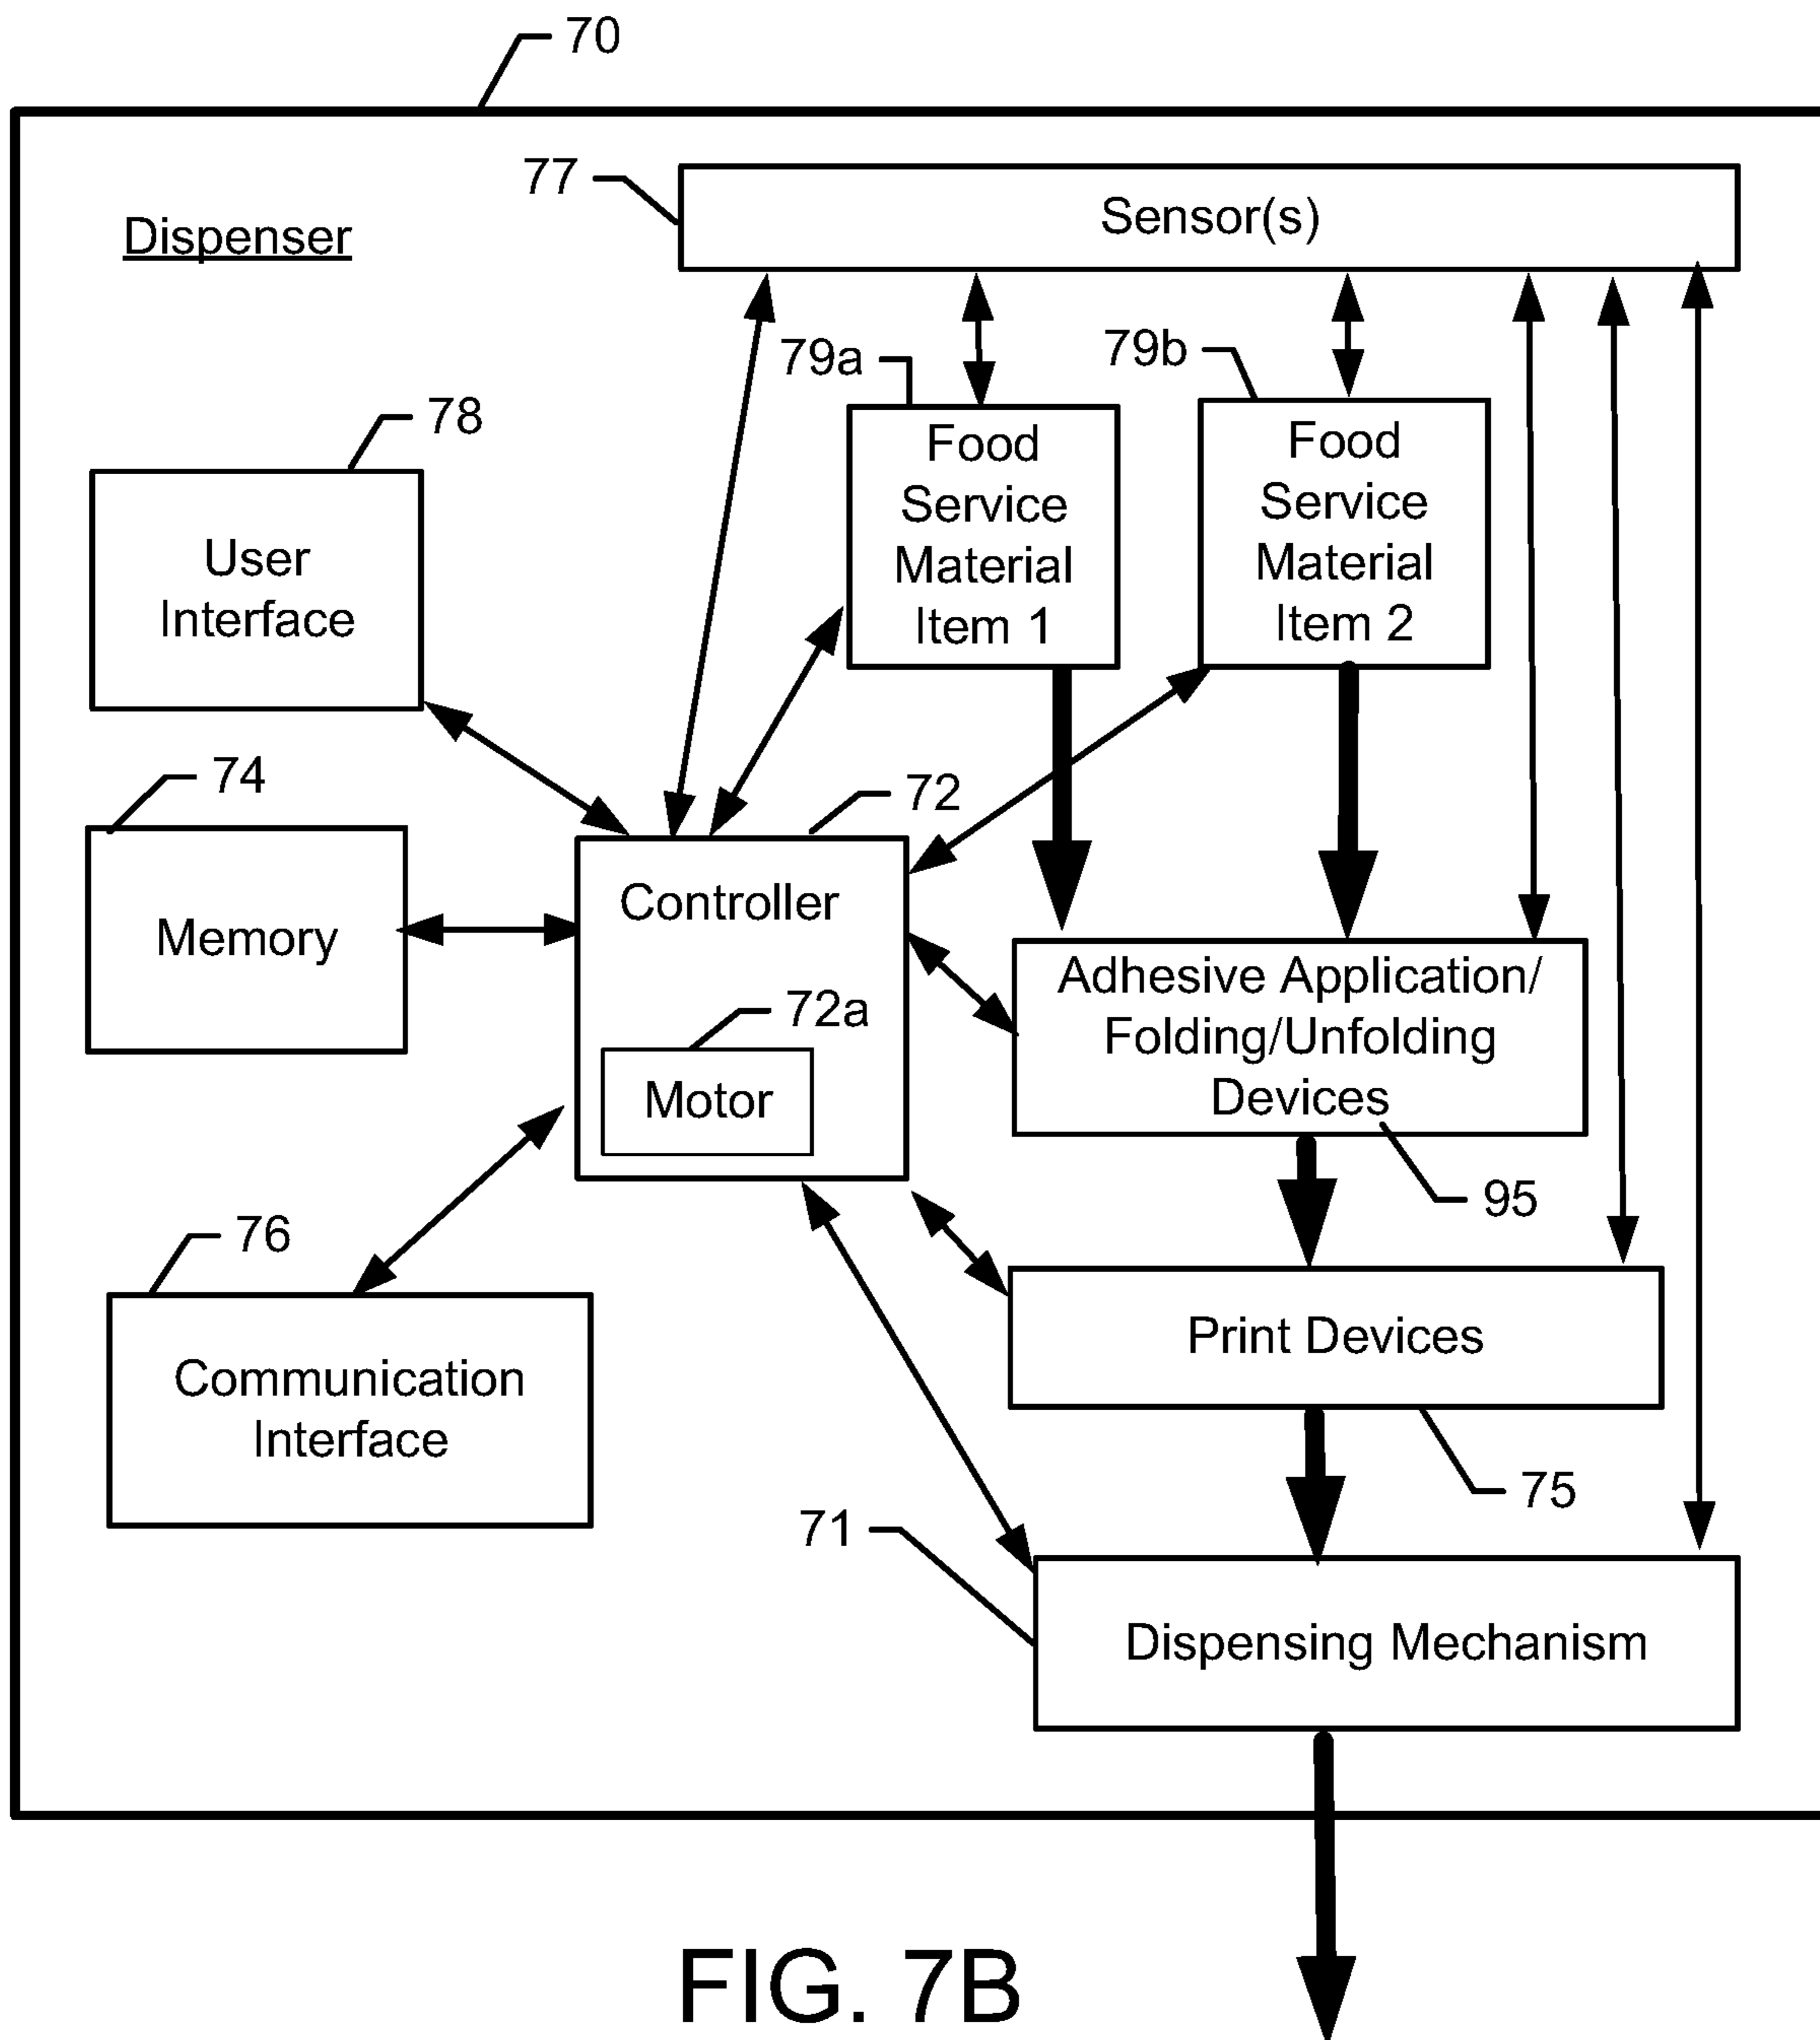 70
77
Sensor(s)
Dispenser
79a
79b
78
Food
Service
Material
Item 1
Food
Service
Material
Item 2
User
Interface
74
72
Memory
Controller
72a
Motor
Adhesive Application/
Folding/Unfolding
Devices
95
76
Communication
Interface
Print Devices
75
71
Dispensing Mechanism
FIG. 7B